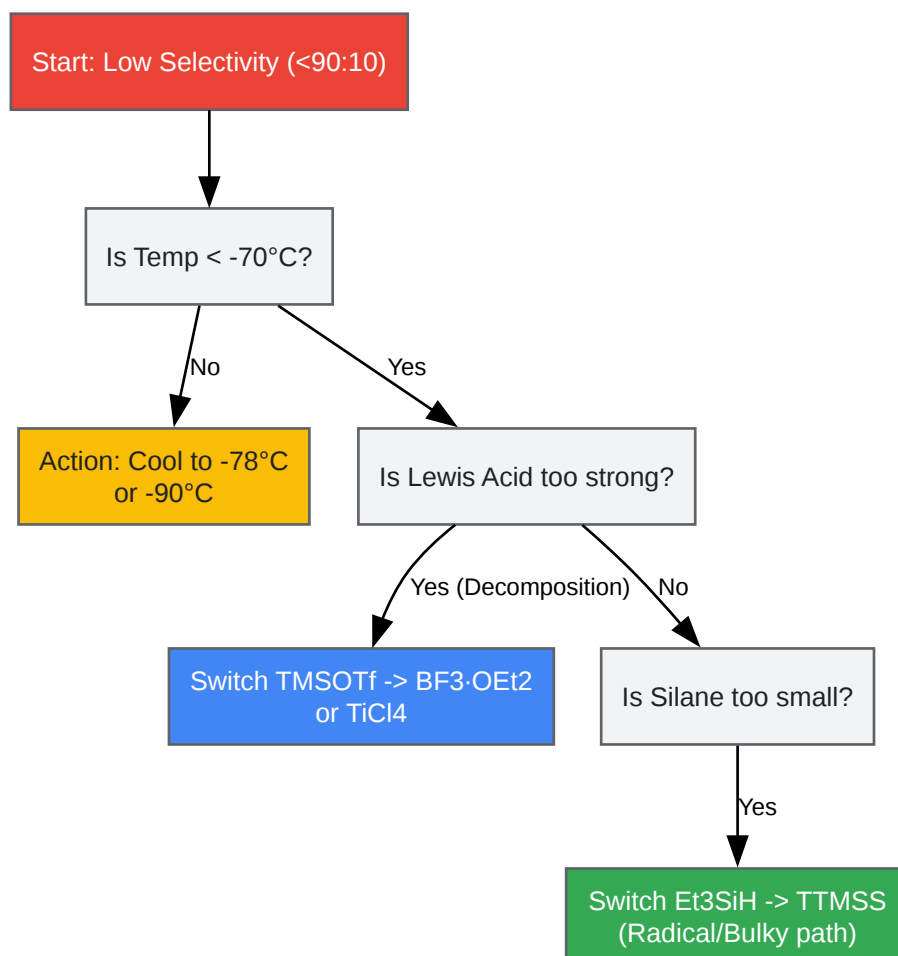 Start: Low Selectivity (<90:10)
Is Temp < -70°C?
No
Yes
Action: Cool to -78°C
or -90°C
Is Lewis Acid too strong?
Yes (Decomposition)
No
Switch TMSOTf -> BF3·OEt2
or TiCl4
Is Silane too small?
Yes
Switch Et3SiH -> TTMSS
(Radical/Bulky path)